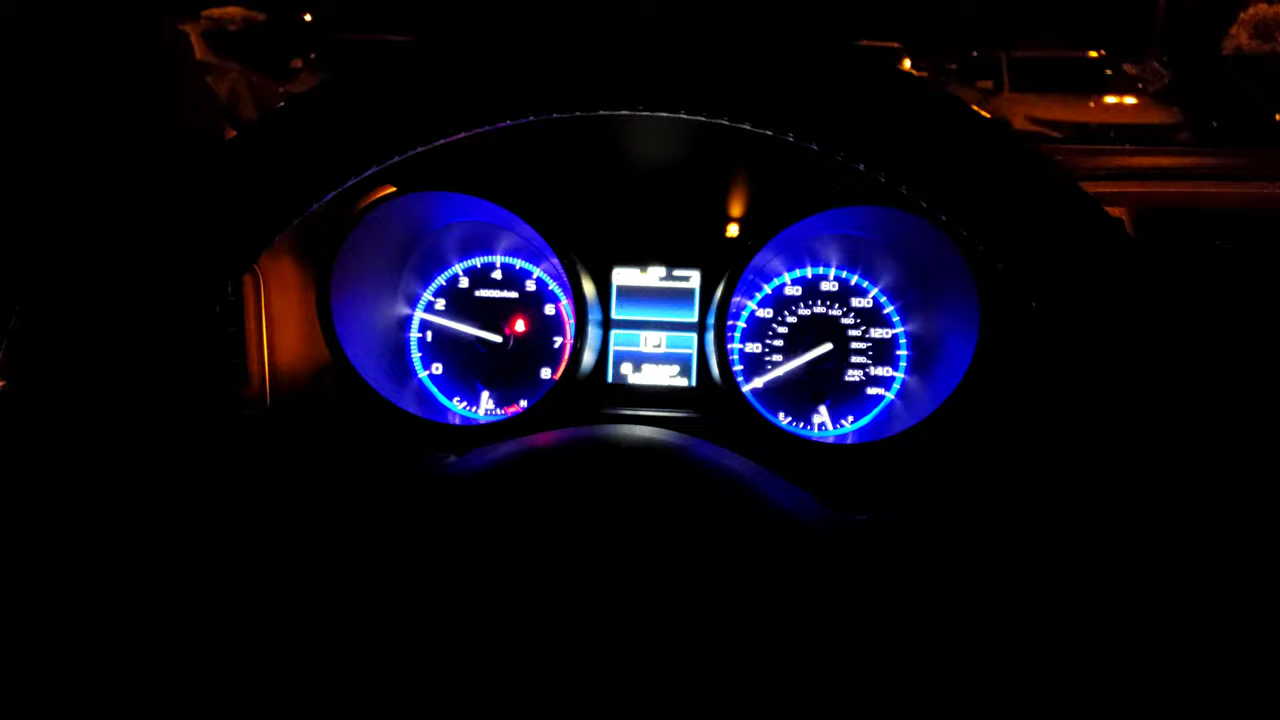 0 1 2 3 4 5 6 7 8
x1000r/min
C H
P
20 40 60 80 100 120 140
MPH
20 40 60 80 100 120 140 160 180 200 220 240
km/h
E F